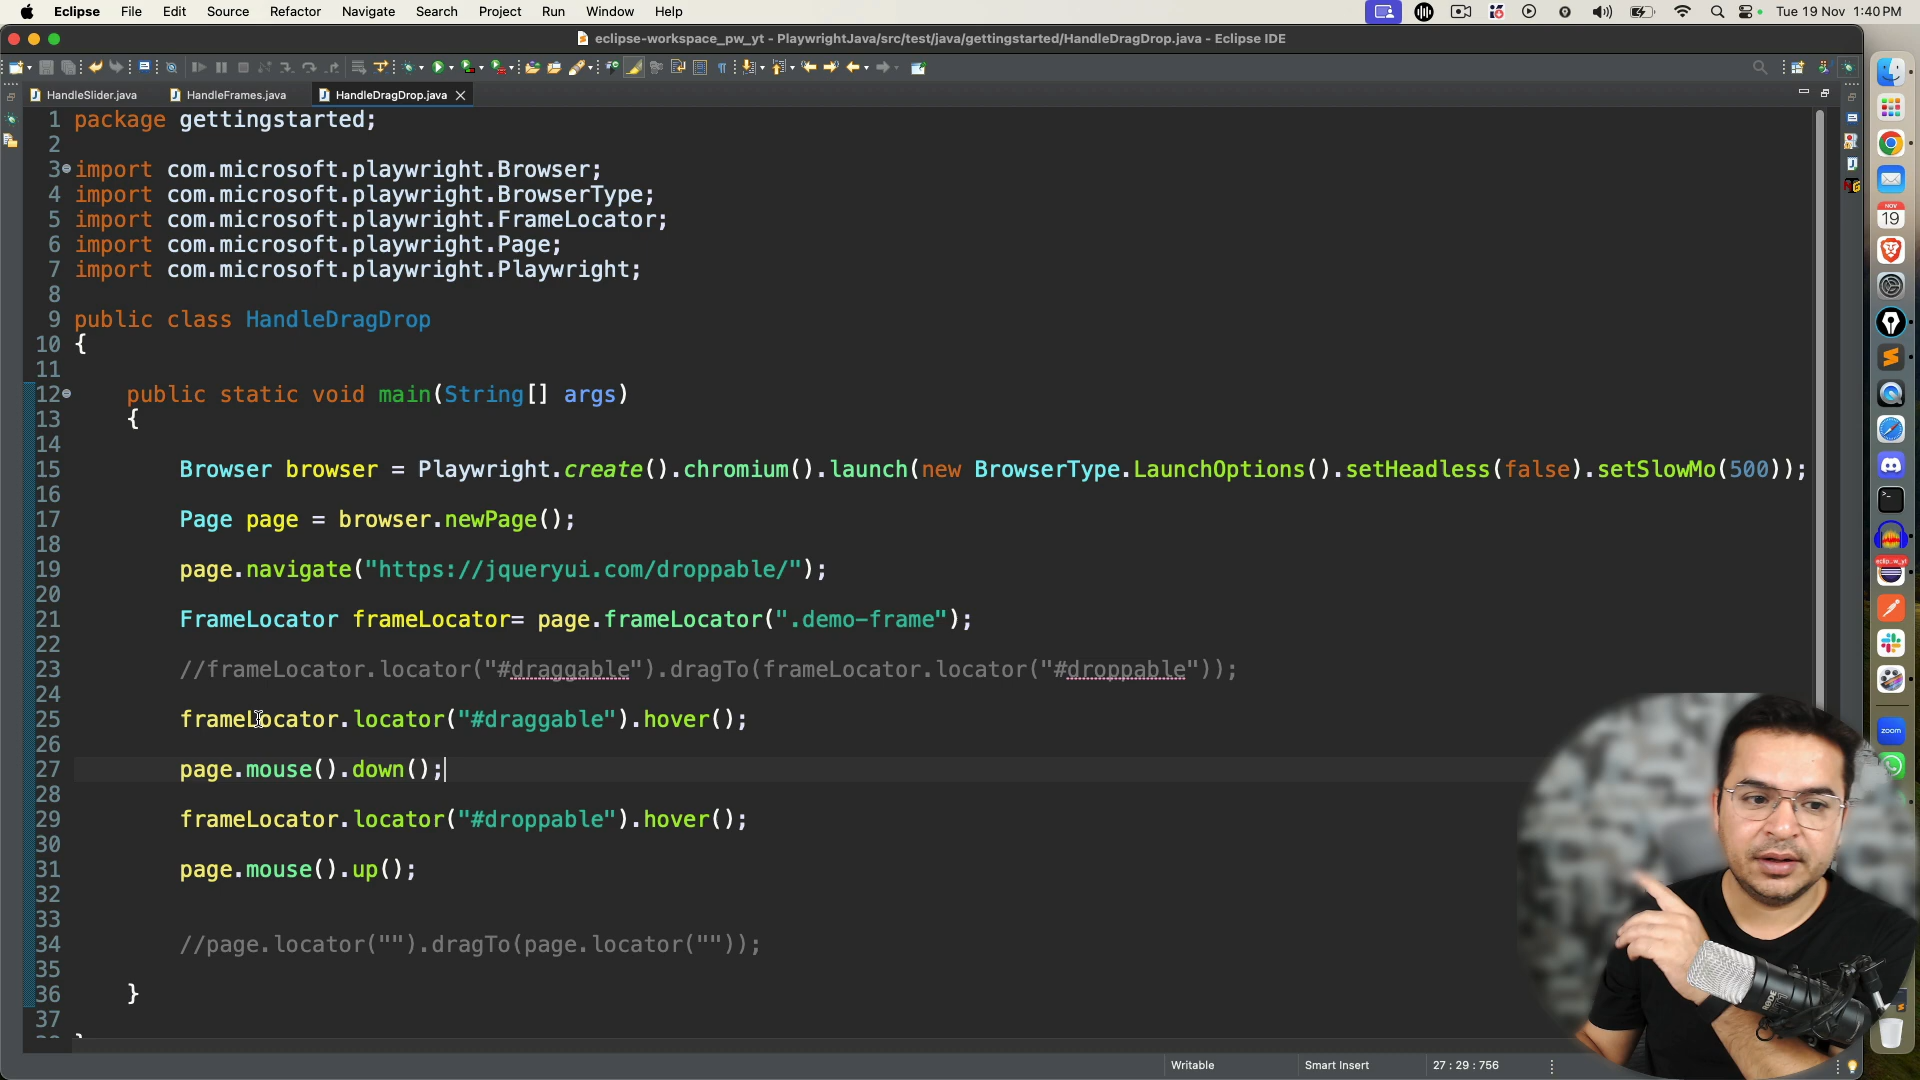 Eclipse File Edit Source Refactor Navigate Search Project Run Window Help
Tue 19 Nov 1:40 PM
eclipse-workspace_pw_yt - PlaywrightJava/src/test/java/gettingstarted/HandleDragDrop.java - Eclipse IDE
HandleSlider.java HandleFrames.java HandleDragDrop.java
1 package gettingstarted;
2
3 import com.microsoft.playwright.Browser;
4 import com.microsoft.playwright.BrowserType;
5 import com.microsoft.playwright.FrameLocator;
6 import com.microsoft.playwright.Page;
7 import com.microsoft.playwright.Playwright;
8
9 public class HandleDragDrop
10 {
11
12 public static void main(String[] args)
13 {
14
15 Browser browser = Playwright.create().chromium().launch(new BrowserType.LaunchOptions().setHeadless(false).setSlowMo(500));
16
17 Page page = browser.newPage();
18
19 page.navigate("https://jqueryui.com/droppable/");
20
21 FrameLocator frameLocator= page.frameLocator(".demo-frame");
22
23 //frameLocator.locator("#draggable").dragTo(frameLocator.locator("#droppable"));
24
25 frameLocator.locator("#draggable").hover();
26
27 page.mouse().down();
28
29 frameLocator.locator("#droppable").hover();
30
31 page.mouse().up();
32
33
34 //page.locator("").dragTo(page.locator(""));
35
36 }
37
NOV
19
zoom
RODE
Writable Smart Insert 27 : 29 : 756